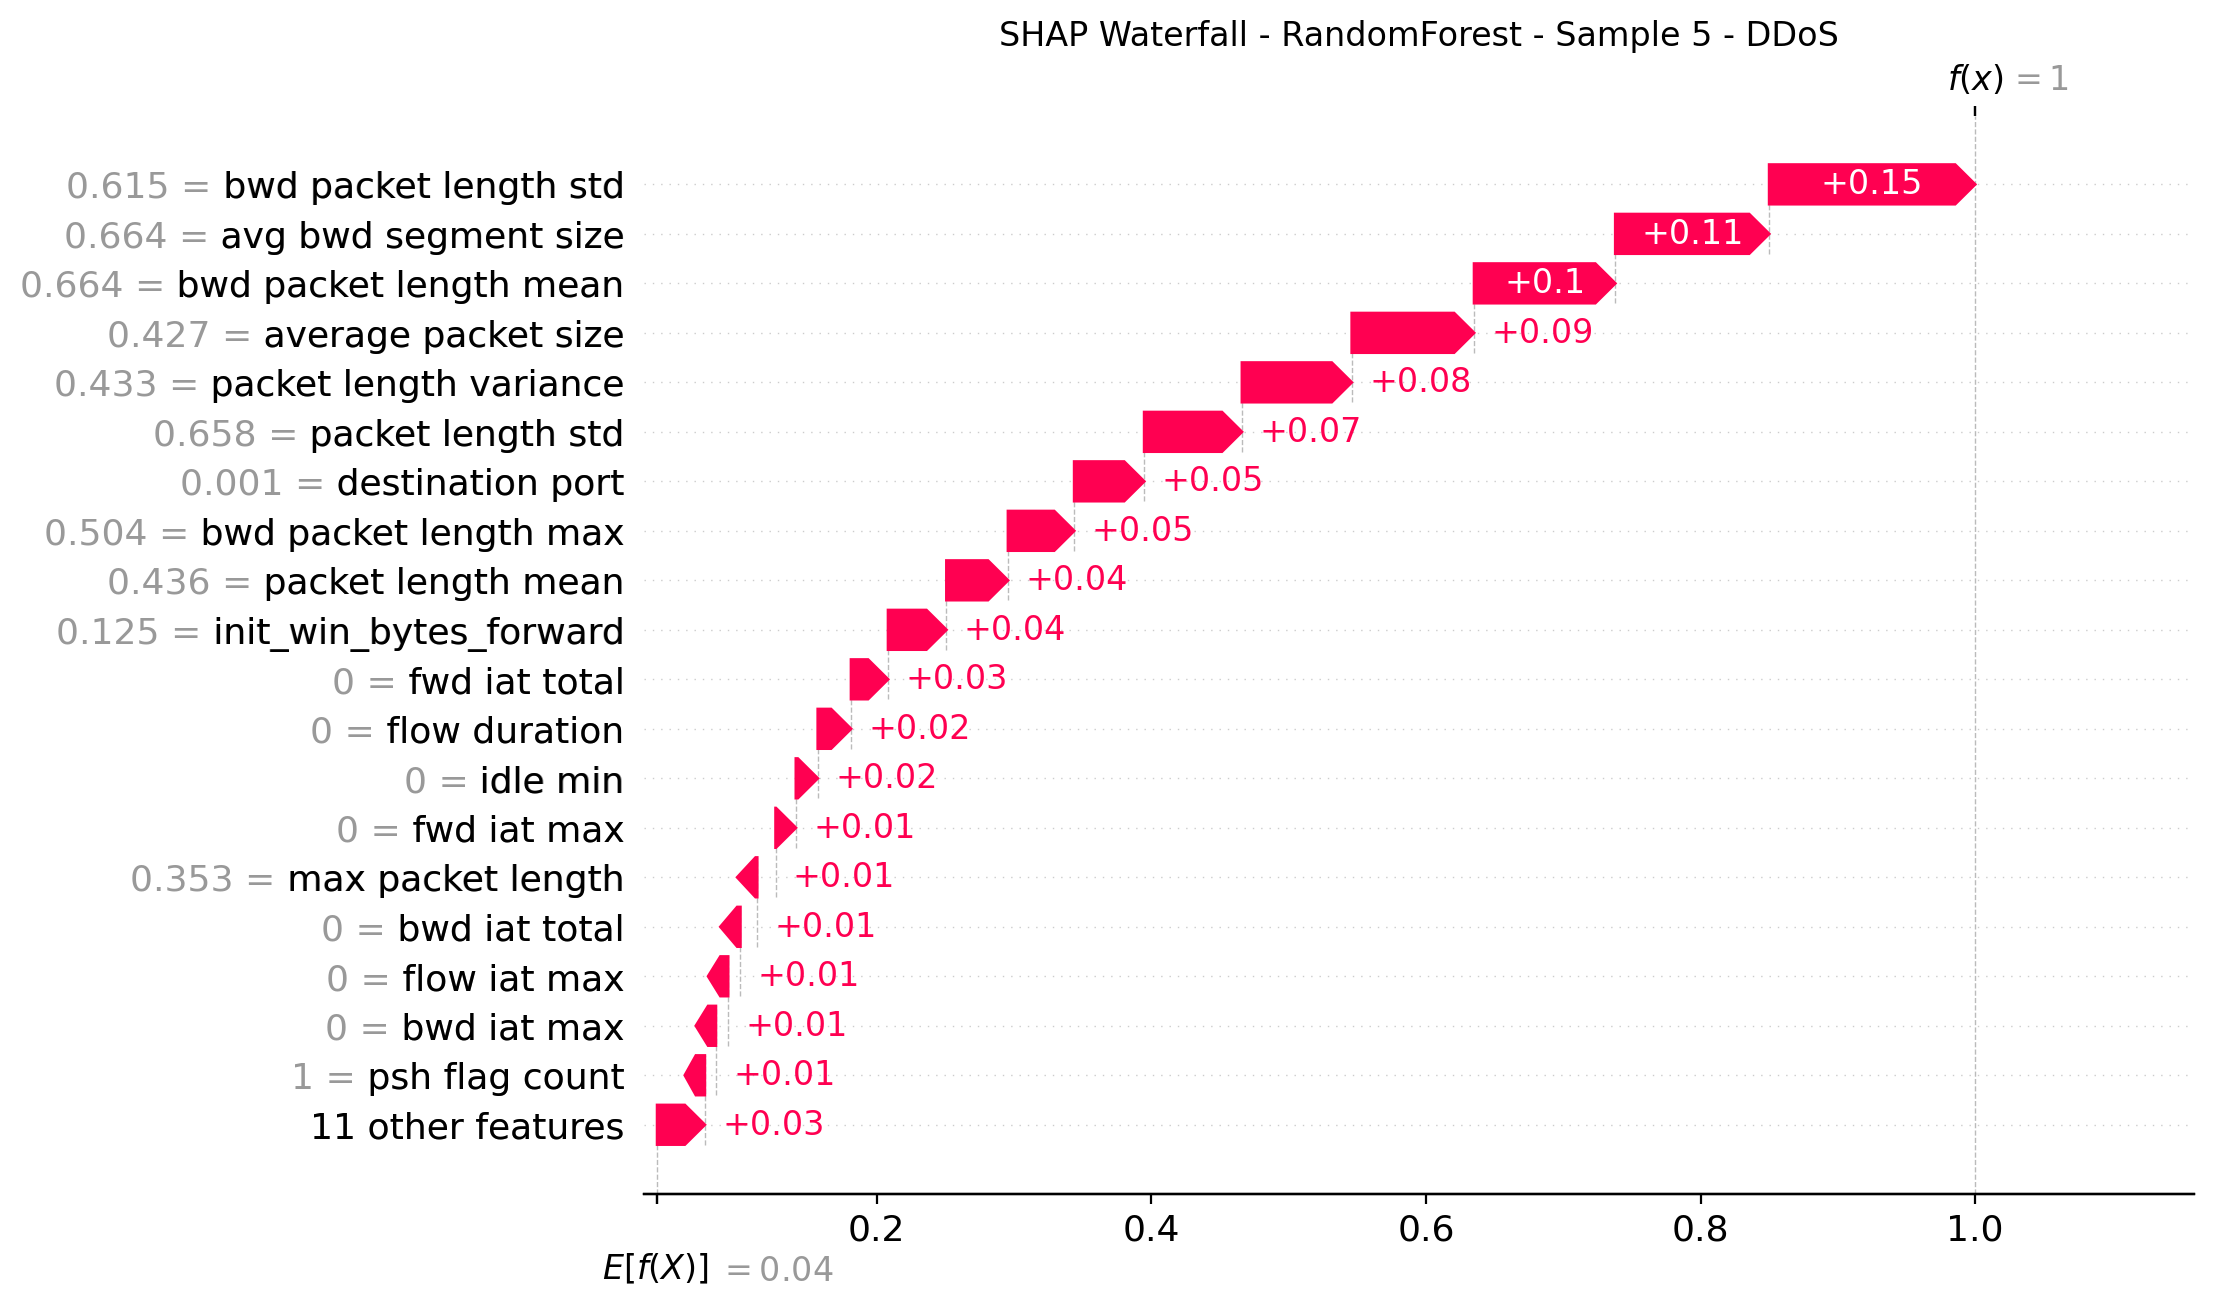 SHAP Waterfall - RandomForest - Sample 5 - DDoS
f(x) = 1
0.615 = bwd packet length std +0.15
0.664 = avg bwd segment size +0.11
0.664 = bwd packet length mean +0.1
0.427 = average packet size +0.09
0.433 = packet length variance +0.08
0.658 = packet length std +0.07
0.001 = destination port +0.05
0.504 = bwd packet length max +0.05
0.436 = packet length mean +0.04
0.125 = init_win_bytes_forward +0.04
0 = fwd iat total +0.03
0 = flow duration +0.02
0 = idle min +0.02
0 = fwd iat max +0.01
0.353 = max packet length +0.01
0 = bwd iat total +0.01
0 = flow iat max +0.01
0 = bwd iat max +0.01
1 = psh flag count +0.01
11 other features +0.03
0.2 0.4 0.6 0.8 1.0
E[f(X)] = 0.04